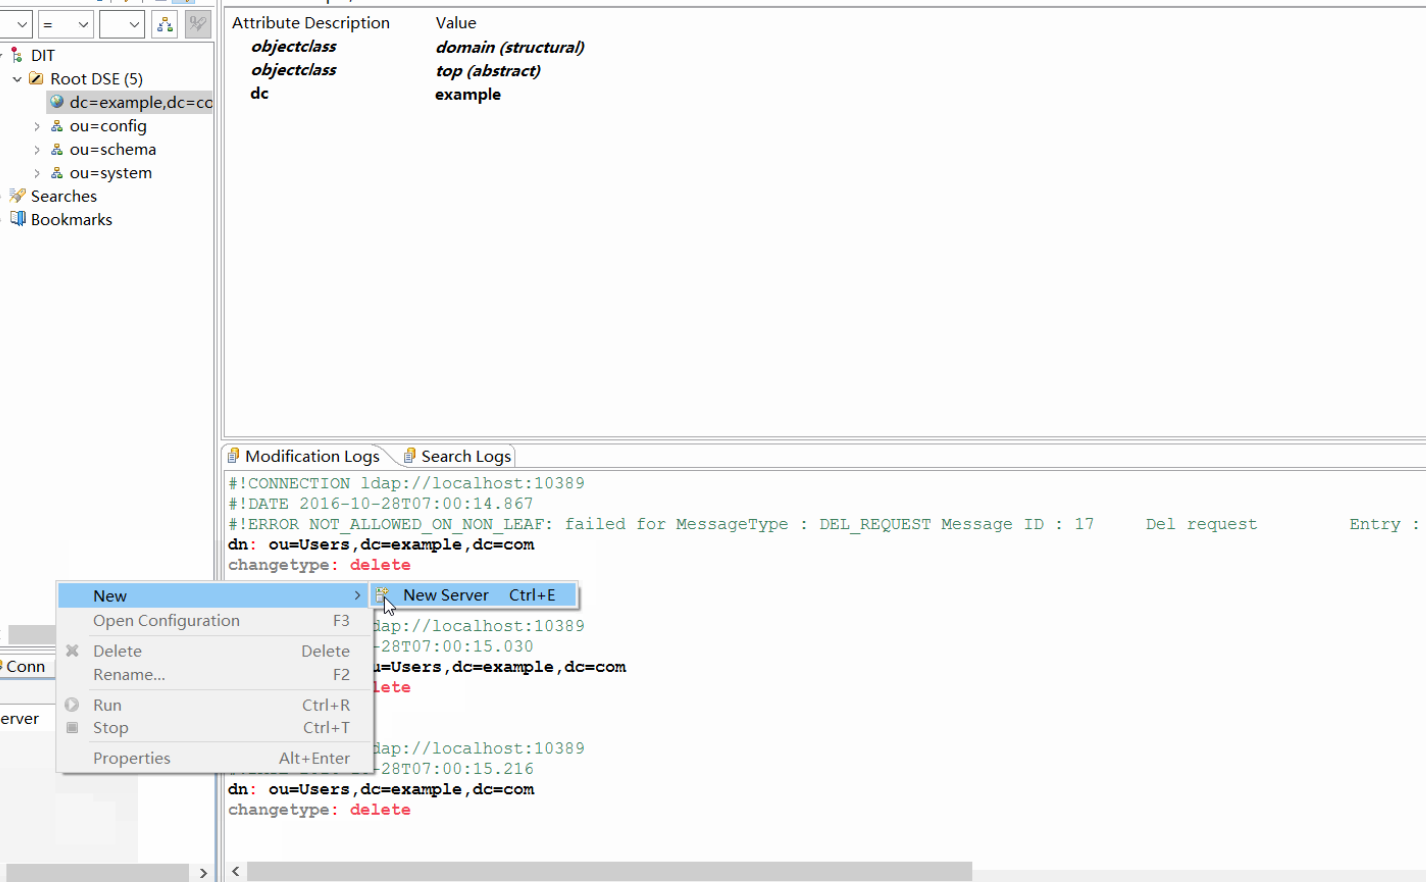 =
DIT
Root DSE (5)
dc=example,dc=co
ou=config
ou=schema
ou=system
Searches
Bookmarks
Attribute Description Value
objectclass domain (structural)
objectclass top (abstract)
dc example
Modification Logs Search Logs
#!CONNECTION ldap://localhost:10389
#!DATE 2016-10-28T07:00:14.867
#!ERROR NOT_ALLOWED_ON_NON_LEAF: failed for MessageType : DEL_REQUEST Message ID : 17 Del request Entry :
dn: ou=Users,dc=example,dc=com
changetype: delete
dap://localhost:10389
-28T07:00:15.030
u=Users,dc=example,dc=com
lete
dap://localhost:10389
-28T07:00:15.216
dn: ou=Users,dc=example,dc=com
changetype: delete
New
New Server Ctrl+E
Open Configuration F3
Delete Delete
Rename... F2
Run Ctrl+R
Stop Ctrl+T
Properties Alt+Enter
Conn
erver